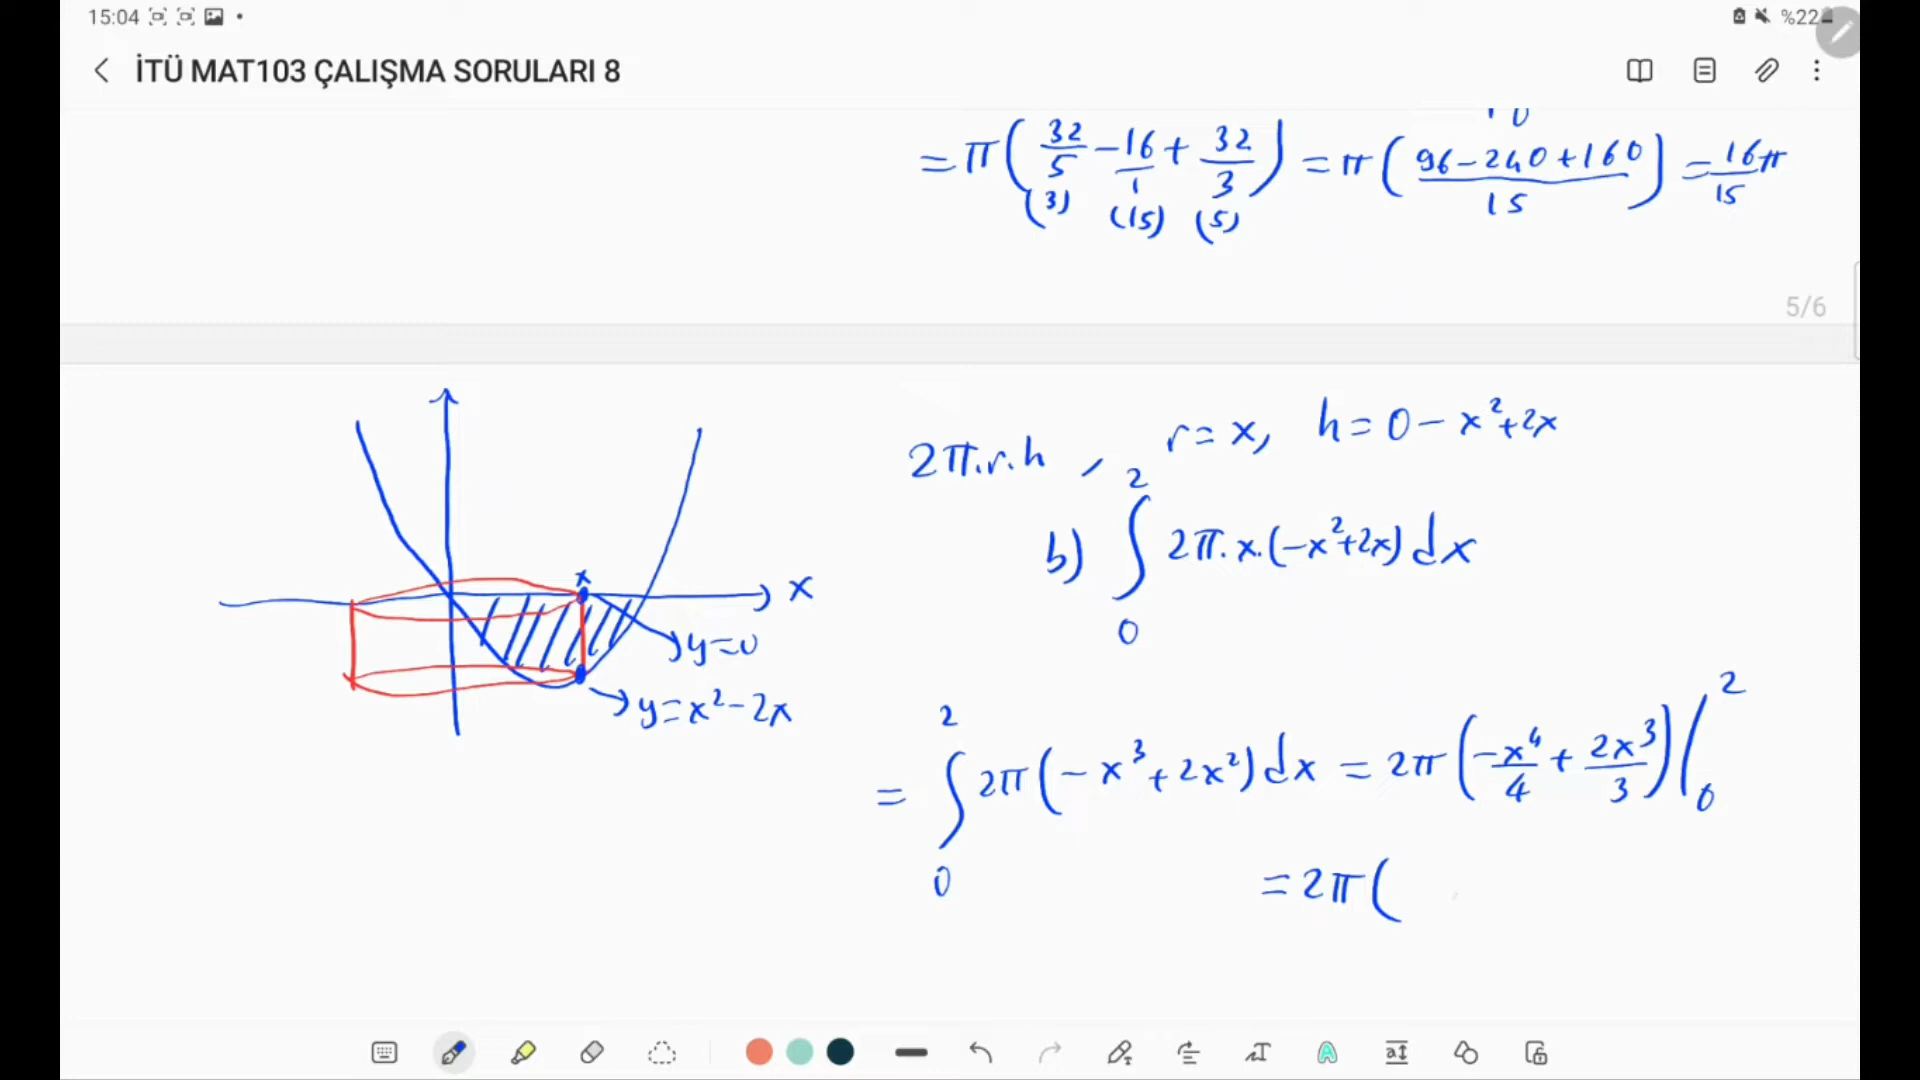 15:04
%22
İTÜ MAT103 ÇALIŞMA SORULARI 8
= π ( 32/5 − 16/1 + 32/3 ) = π ( 96 − 240 + 160 / 15 ) = 16π/15
(3) (15) (5)
5/6
2π.r.h , r = x, h = 0 − x² + 2x
b) ∫₀² 2π.x.(−x²+2x) dx
x
x
y=0
y=x²−2x
= ∫₀² 2π(−x³+2x²) dx = 2π ( −x⁴/4 + 2x³/3 ) |₀²
= 2π (